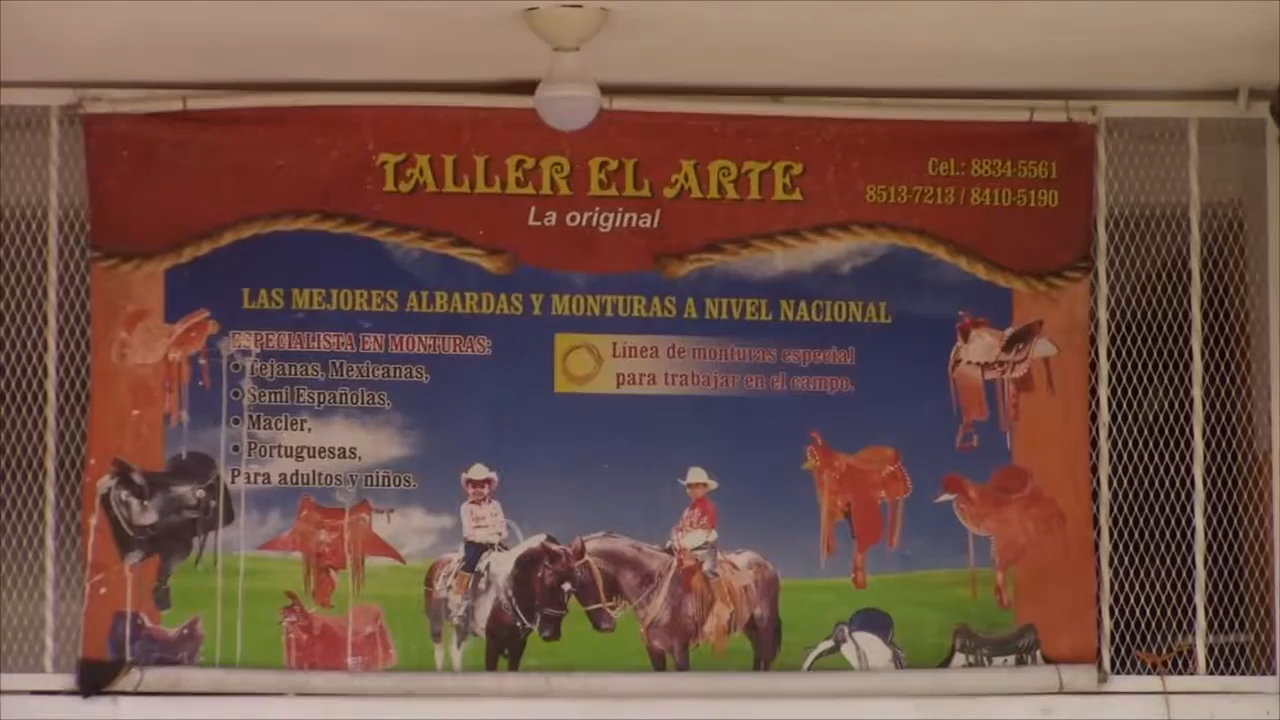 TALLER EL ARTE
La original
Cel.: 8834-5561
8513-7213 / 8410-5190
LAS MEJORES ALBARDAS Y MONTURAS A NIVEL NACIONAL
ESPECIALISTA EN MONTURAS:
• Tejanas, Mexicanas,
• Semi Españolas,
• Macler,
• Portuguesas,
Para adultos y niños.
Línea de monturas especial
para trabajar en el campo.